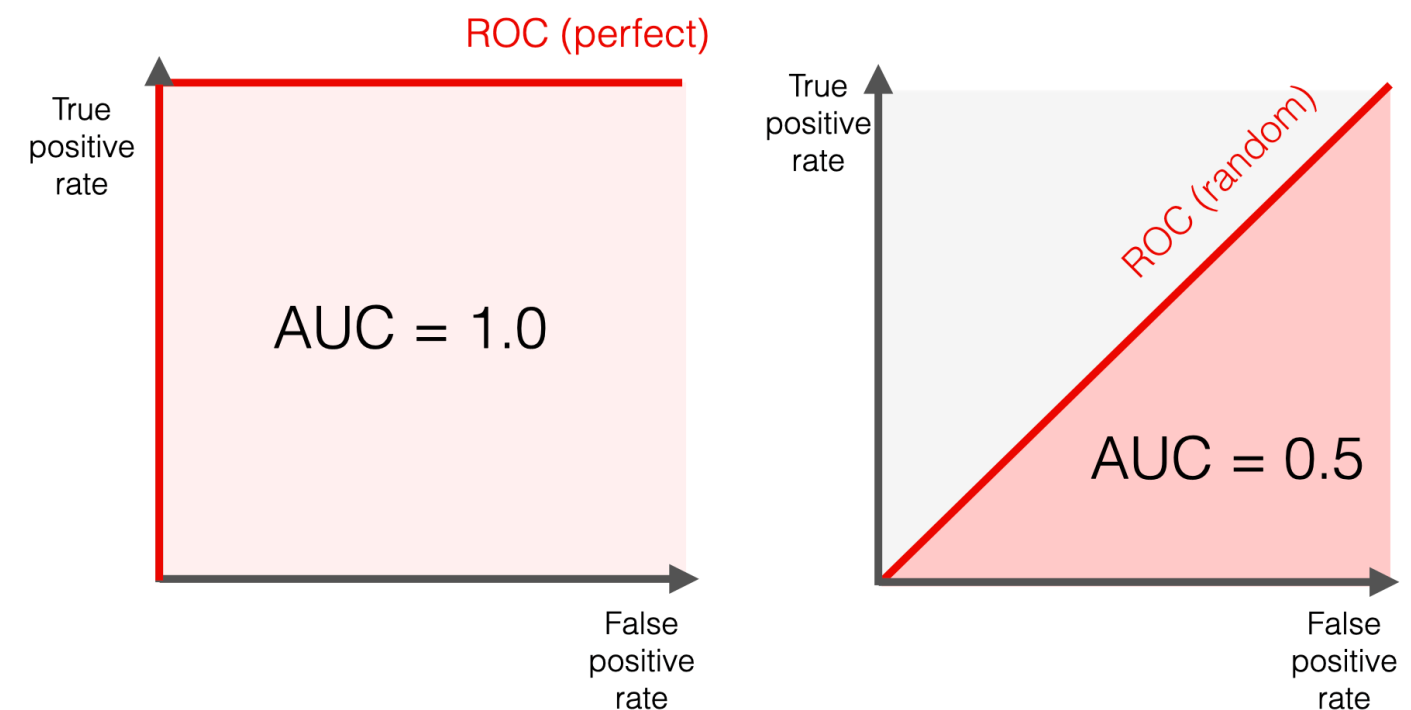 ROC (perfect)
True
positive
rate
AUC = 1.0
False
positive
rate
True
positive
rate
ROC (random)
AUC = 0.5
False
positive
rate